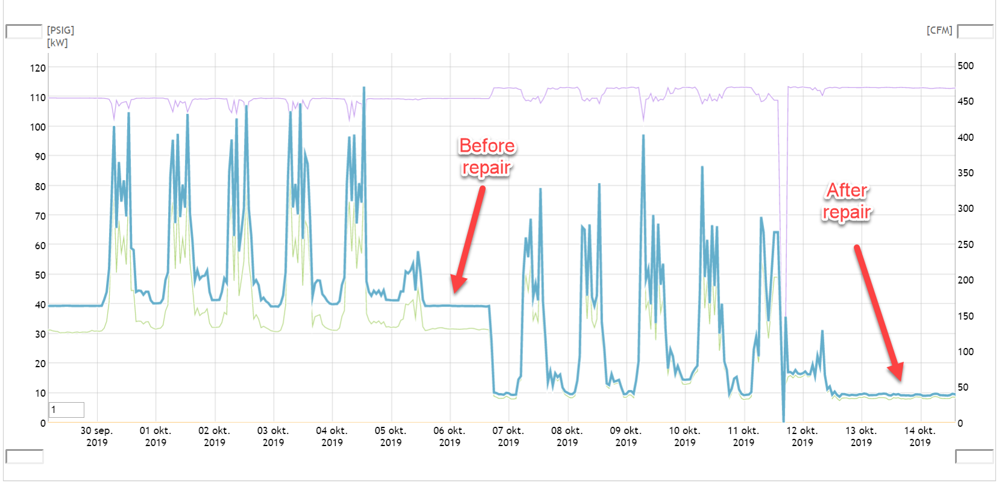 [PSIG]
[kW]
[CFM]
120
110
100
90
80
70
60
50
40
30
20
10
0
500
450
400
350
300
250
200
150
100
50
0
Before
repair
After
repair
1
30 sep.
2019
01 okt.
2019
02 okt.
2019
03 okt.
2019
04 okt.
2019
05 okt.
2019
06 okt.
2019
07 okt.
2019
08 okt.
2019
09 okt.
2019
10 okt.
2019
11 okt.
2019
12 okt.
2019
13 okt.
2019
14 okt.
2019